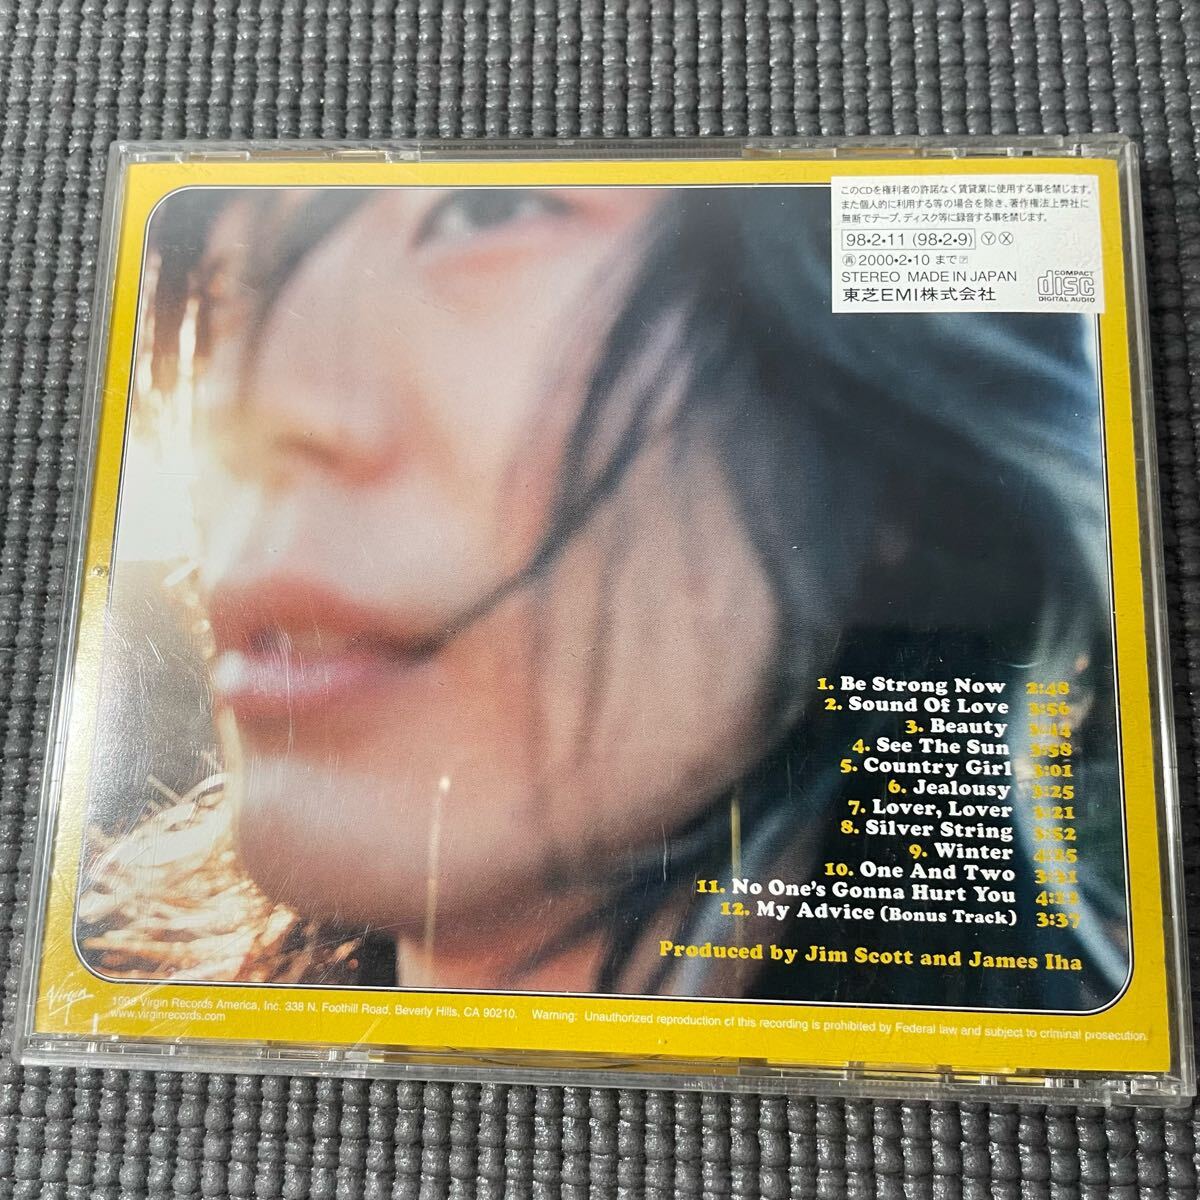 このCDを権利者の許諾なく賃貸業に使用する事を禁じます。
また個人的に利用する等の場合を除き、著作権法上弊社に
無断でテープ、ディスク等に録音する事を禁じます。
98•2•11 (98•2•9) Ⓨ Ⓧ
㊢ 2000•2•10 まで
STEREO MADE IN JAPAN
東芝EMI株式会社
COMPACT
disc
DIGITAL AUDIO
1. Be Strong Now 2:48
2. Sound Of Love 3:56
3. Beauty 3:44
4. See The Sun 3:58
5. Country Girl 3:01
6. Jealousy 3:25
7. Lover, Lover 3:21
8. Silver String 3:52
9. Winter 4:25
10. One And Two 3:31
11. No One's Gonna Hurt You
12. My Advice (Bonus Track) 3:37
Produced by Jim Scott and James Iha
Virgin
1998 Virgin Records America, Inc. 338 N. Foothill Road, Beverly Hills, CA 90210. Warning: Unauthorized reproduction of this recording is prohibited by Federal law and subject to criminal prosecution.
www.virginrecords.com